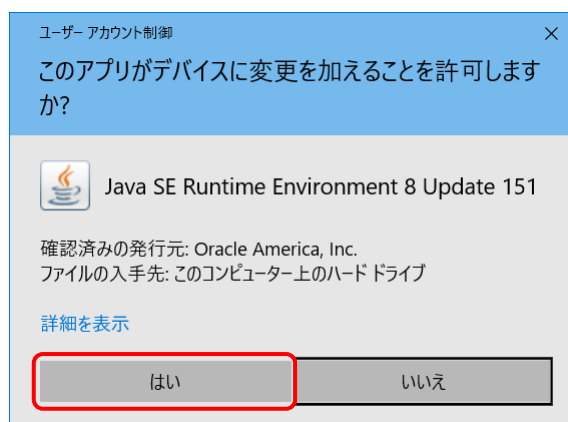 ユーザー アカウント制御
このアプリがデバイスに変更を加えることを許可します
か?
Java SE Runtime Environment 8 Update 151
確認済みの発行元: Oracle America, Inc.
ファイルの入手先: このコンピューター上のハード ドライブ
詳細を表示
はい
いいえ